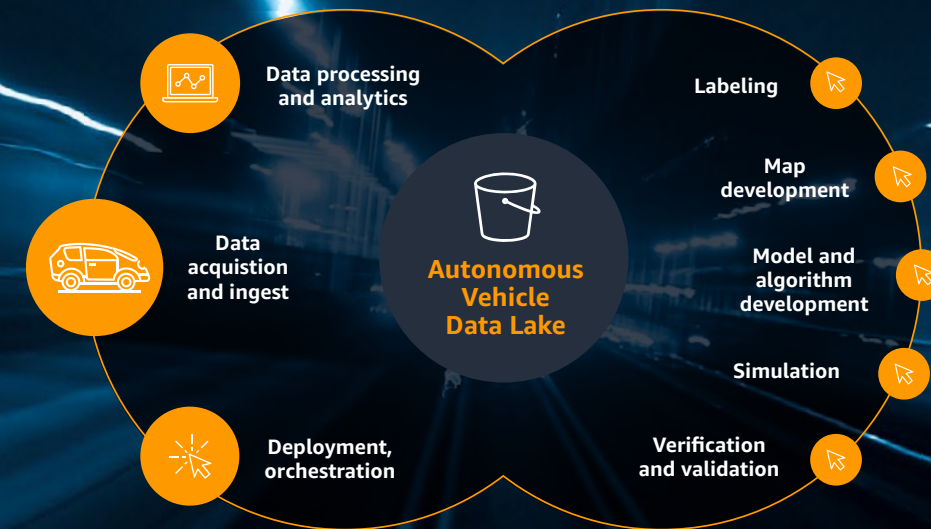 Data processing
and analytics
Data
acquistion
and ingest
Deployment,
orchestration
Autonomous
Vehicle
Data Lake
Labeling
Map
development
Model and
algorithm
development
Simulation
Verification
and validation